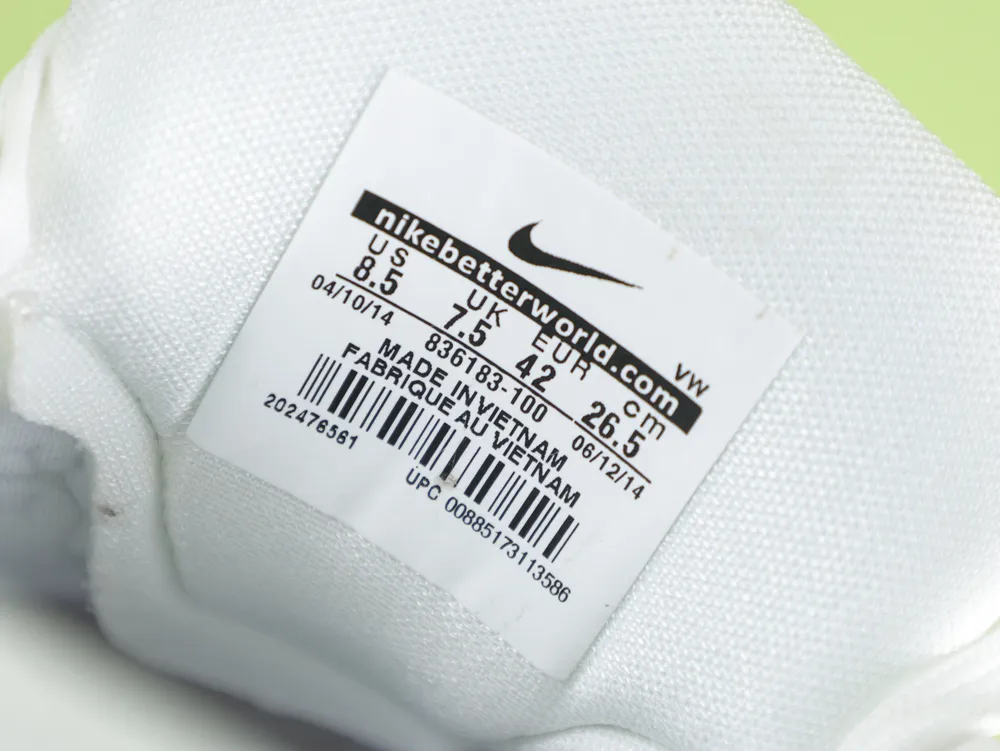 nikebetterworld.com
VW
US UK EUR cm
8.5 7.5 42 26.5
04/10/14 836183-100 06/12/14
MADE IN VIETNAM
FABRIQUE AU VIETNAM
202476561
UPC 00885173113586